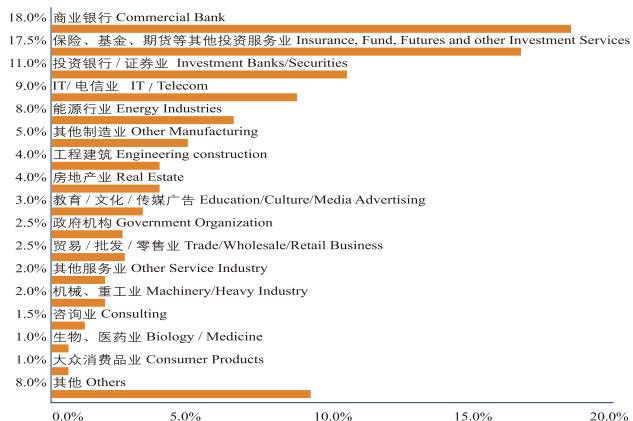 18.0% 商业银行 Commercial Bank
17.5% 保险、基金、期货等其他投资服务业 Insurance, Fund, Futures and other Investment Services
11.0% 投资银行 / 证券业 Investment Banks/Securities
9.0% IT/ 电信业 IT / Telecom
8.0% 能源行业 Energy Industries
5.0% 其他制造业 Other Manufacturing
4.0% 工程建筑 Engineering construction
4.0% 房地产业 Real Estate
3.0% 教育 / 文化 / 传媒广告 Education/Culture/Media Advertising
2.5% 政府机构 Government Organization
2.5% 贸易 / 批发 / 零售业 Trade/Wholesale/Retail Business
2.0% 其他服务业 Other Service Industry
2.0% 机械、重工业 Machinery/Heavy Industry
1.5% 咨询业 Consulting
1.0% 生物、医药业 Biology / Medicine
1.0% 大众消费品业 Consumer Products
8.0% 其他 Others
0.0% 5.0% 10.0% 15.0% 20.0%